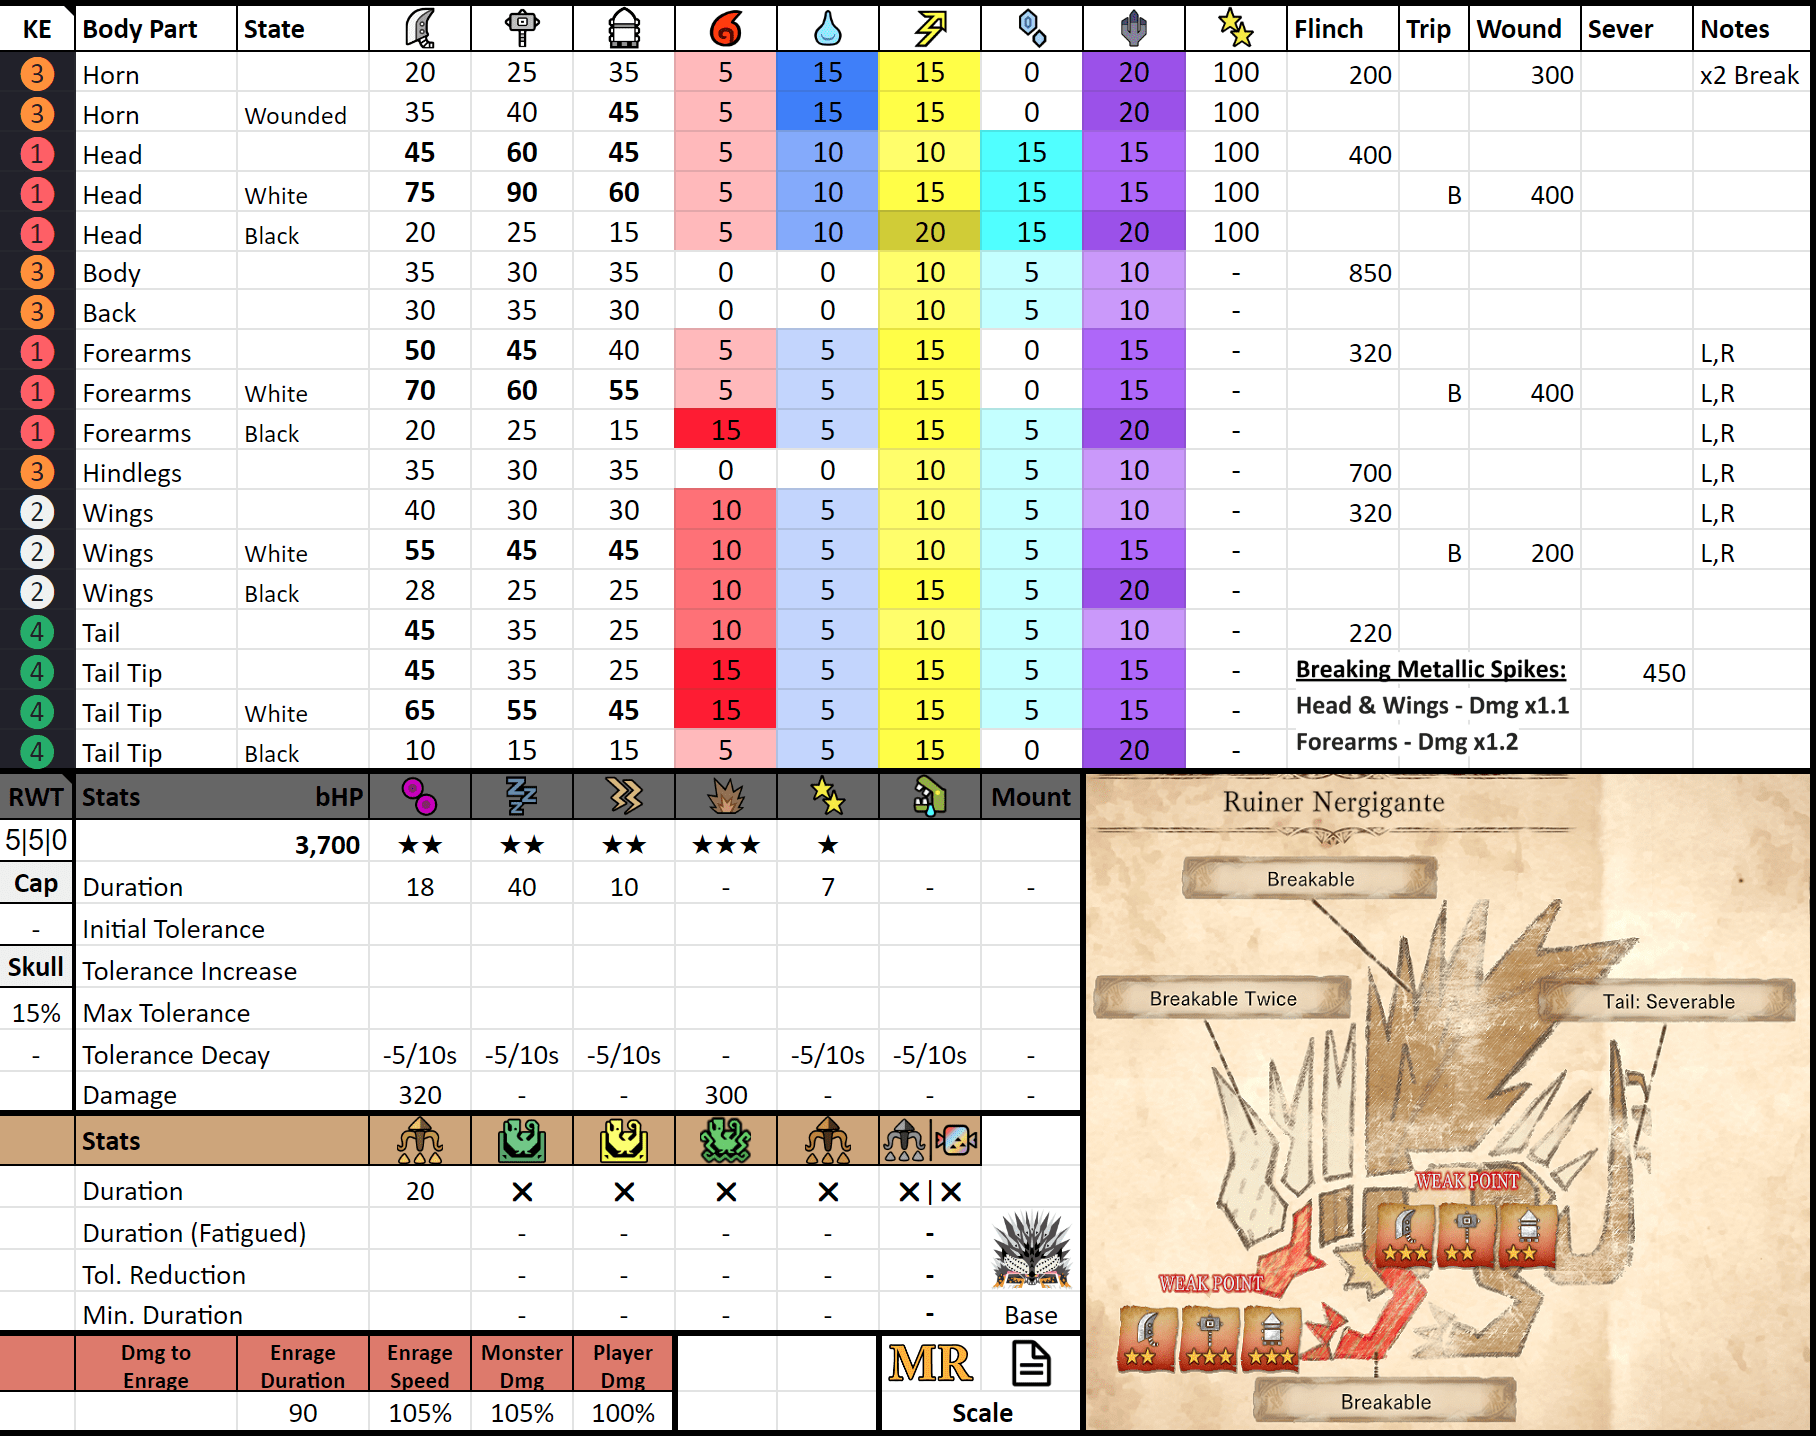 KE Body Part State Flinch Trip Wound Sever Notes
3 Horn 20 25 35 5 15 15 0 20 100 200 300 x2 Break
3 Horn Wounded 35 40 45 5 15 15 0 20 100
1 Head 45 60 45 5 10 10 15 15 100 400
1 Head White 75 90 60 5 10 15 15 15 100 B 400
1 Head Black 20 25 15 5 10 20 15 20 100
3 Body 35 30 35 0 0 10 5 10 - 850
3 Back 30 35 30 0 0 10 5 10 -
1 Forearms 50 45 40 5 5 15 0 15 - 320 L,R
1 Forearms White 70 60 55 5 5 15 0 15 - B 400 L,R
1 Forearms Black 20 25 15 15 5 15 5 20 - L,R
3 Hindlegs 35 30 35 0 0 10 5 10 - 700 L,R
2 Wings 40 30 30 10 5 10 5 10 - 320 L,R
2 Wings White 55 45 45 10 5 10 5 15 - B 200 L,R
2 Wings Black 28 25 25 10 5 15 5 20 -
4 Tail 45 35 25 10 5 10 5 10 - 220
4 Tail Tip 45 35 25 15 5 15 5 15 - Breaking Metallic Spikes: 450
4 Tail Tip White 65 55 45 15 5 15 5 15 - Head & Wings - Dmg x1.1
4 Tail Tip Black 10 15 15 5 5 15 0 20 - Forearms - Dmg x1.2
RWT Stats bHP Mount
5|5|0 3,700 ★★ ★★ ★★ ★★★ ★
Cap Duration 18 40 10 - 7 - -
- Initial Tolerance
Skull Tolerance Increase
15% Max Tolerance
- Tolerance Decay -5/10s -5/10s -5/10s - -5/10s -5/10s -
Damage 320 - - 300 - - -
Stats
Duration 20 ✕ ✕ ✕ ✕ ✕ | ✕
Duration (Fatigued) - - - - -
Tol. Reduction - - - - -
Min. Duration - - - - - Base
Dmg to Enrage Enrage Duration Enrage Speed Monster Dmg Player Dmg MR
90 105% 105% 100% Scale
Ruiner Nergigante
Breakable
Breakable Twice
Tail: Severable
WEAK POINT
★★★ ★★ ★★
WEAK POINT
★★ ★★★ ★★★
Breakable